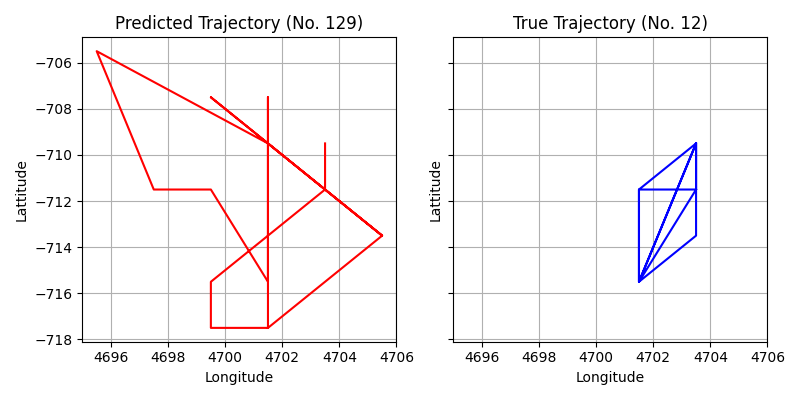 Predicted Trajectory (No. 129)
−706
−708
−710
−712
−714
−716
−718
Lattitude
4696 4698 4700 4702 4704 4706
Longitude
True Trajectory (No. 12)
Lattitude
4696 4698 4700 4702 4704 4706
Longitude